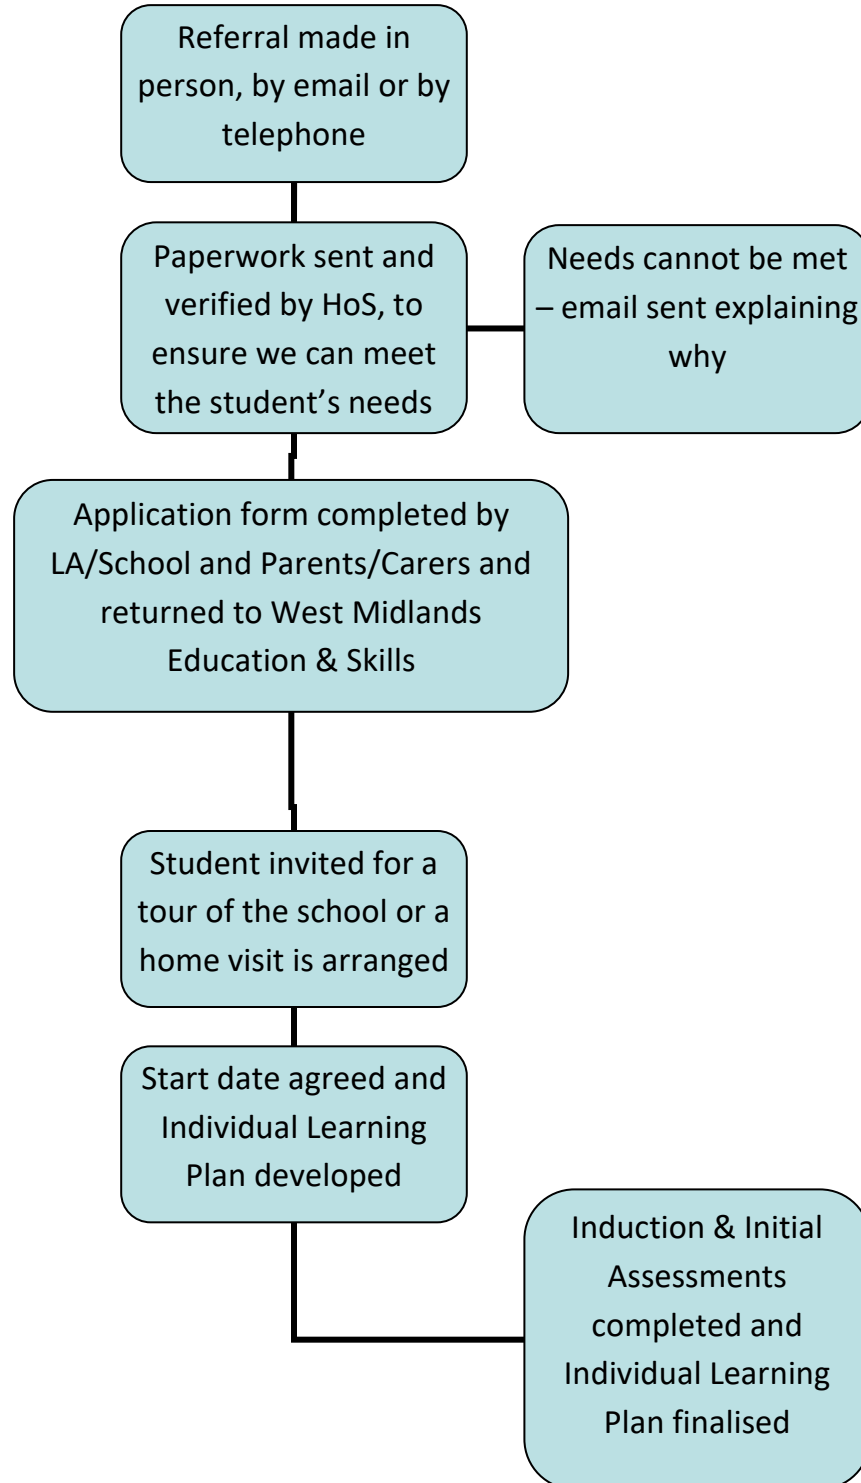 Referral made in
person, by email or by
telephone
Paperwork sent and
verified by HoS, to
ensure we can meet
the student’s needs
Needs cannot be met
– email sent explaining
why
Application form completed by
LA/School and Parents/Carers and
returned to West Midlands
Education & Skills
Student invited for a
tour of the school or a
home visit is arranged
Start date agreed and
Individual Learning
Plan developed
Induction & Initial
Assessments
completed and
Individual Learning
Plan finalised